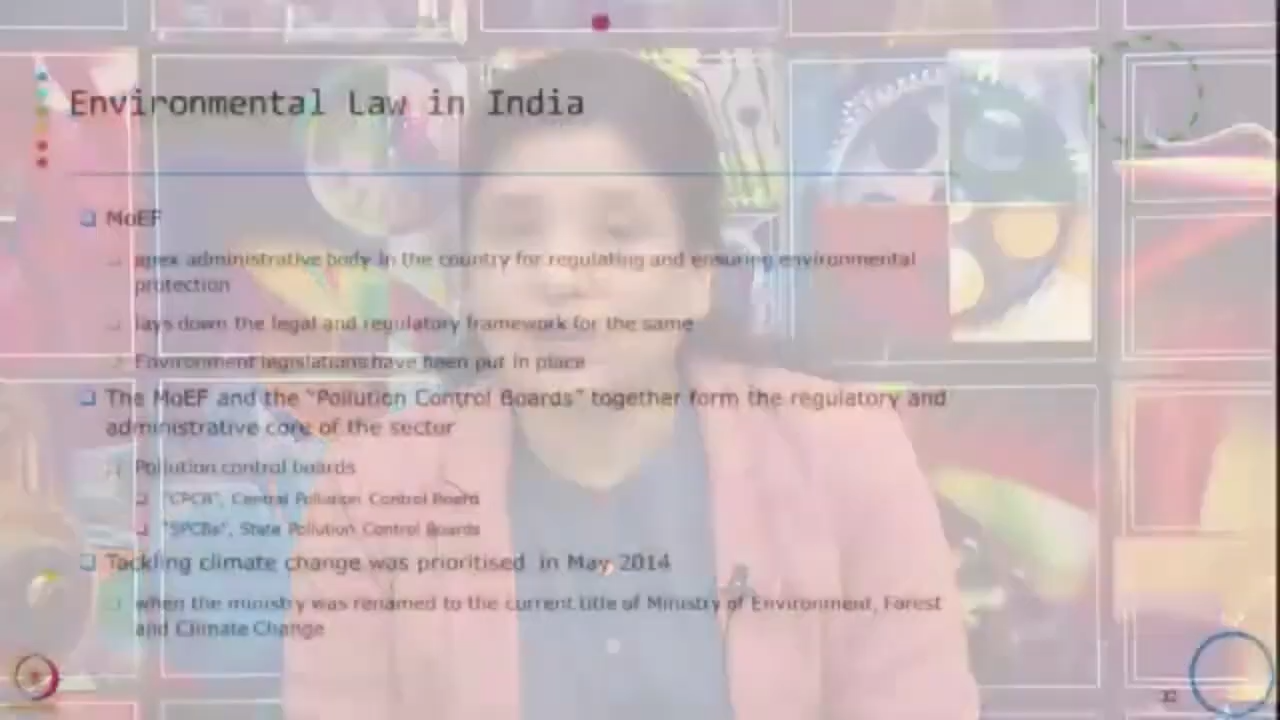 Environmental Law in India
MoEF
apex administrative body in the country for regulating and ensuring environmental
protection
lays down the legal and regulatory framework for the same
Environment legislations have been put in place
The MoEF and the "Pollution Control Boards" together form the regulatory and
administrative core of the sector
Pollution control boards
"CPCB", Central Pollution Control Board
"SPCBs", State Pollution Control Boards
Tackling climate change was prioritised in May 2014
when the ministry was renamed to the current title of Ministry of Environment, Forest
and Climate Change
32